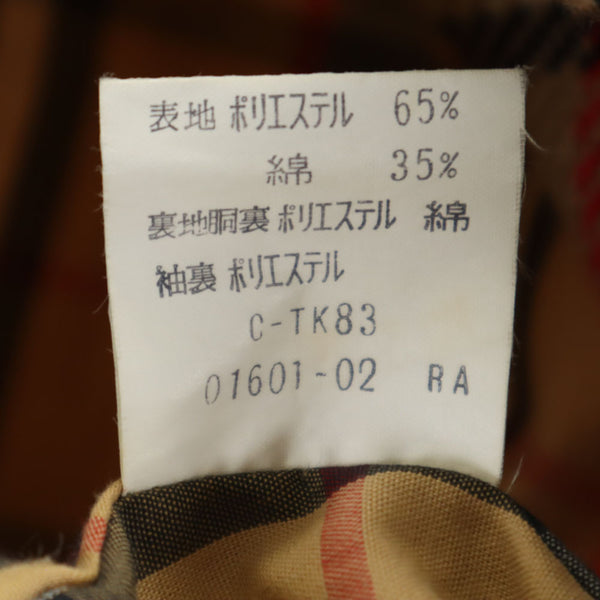 表地 ポリエステル 65%
綿 35%
裏地胴裏 ポリエステル 綿
袖裏 ポリエステル
C-TK83
01601-02 RA